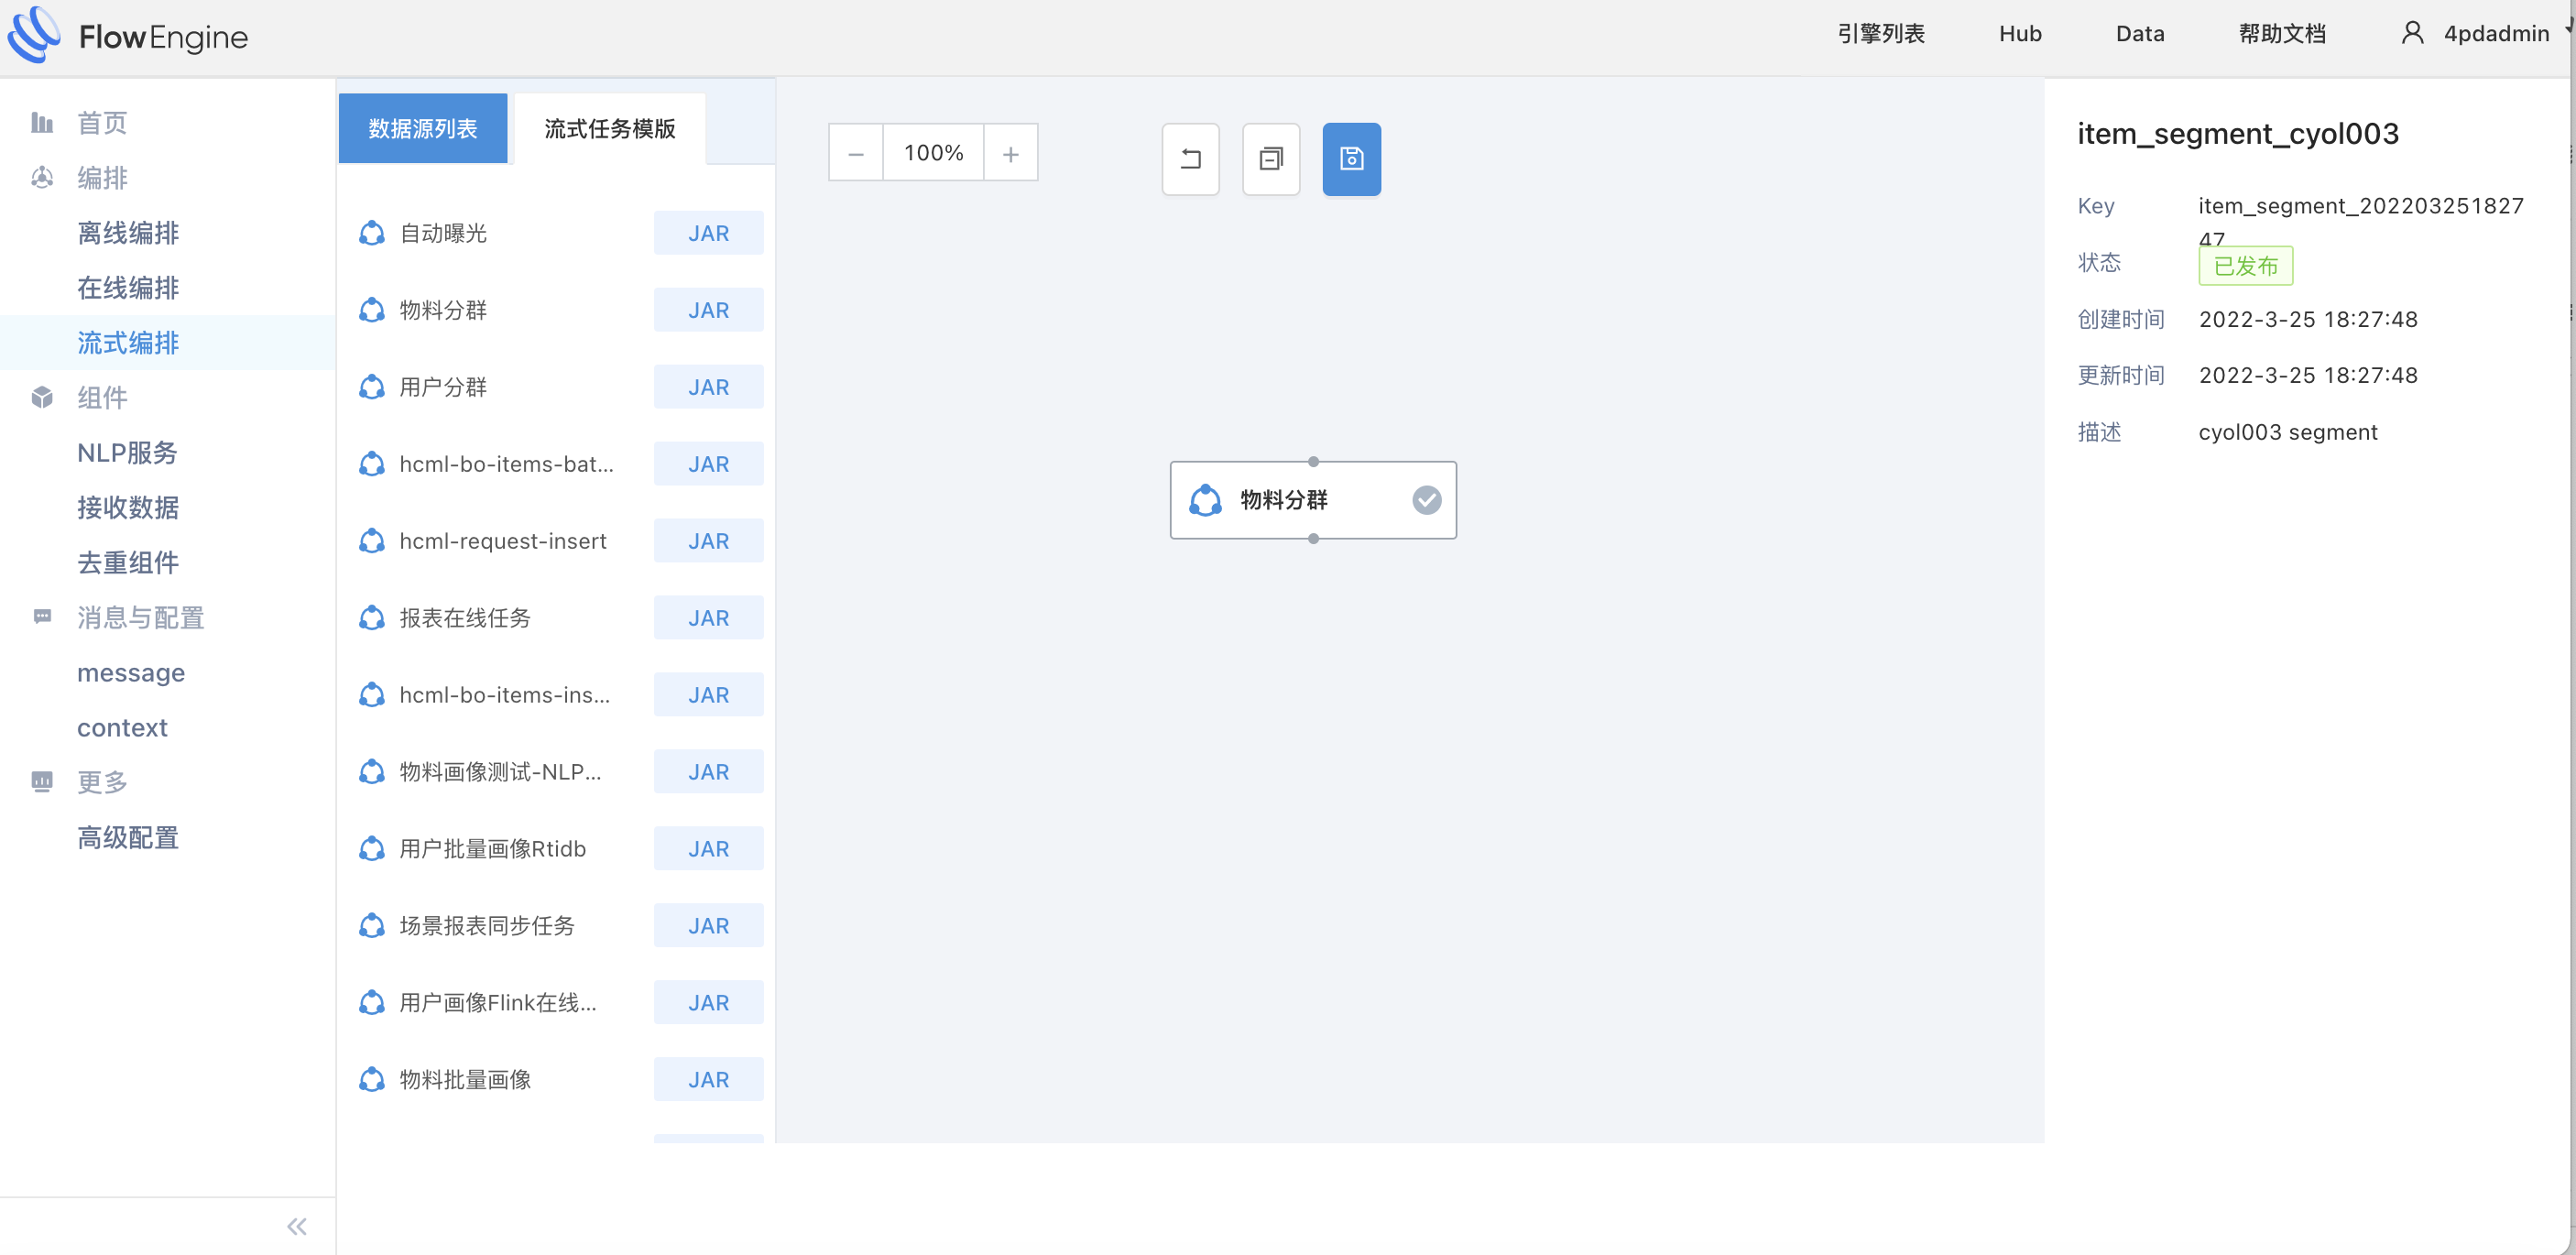 FlowEngine
引擎列表
Hub
Data
帮助文档
4pdadmin
首页
编排
离线编排
在线编排
流式编排
组件
NLP服务
接收数据
去重组件
消息与配置
message
context
更多
高级配置
数据源列表
流式任务模版
自动曝光 JAR
物料分群 JAR
用户分群 JAR
hcml-bo-items-bat... JAR
hcml-request-insert JAR
报表在线任务 JAR
hcml-bo-items-ins... JAR
物料画像测试-NLP... JAR
用户批量画像Rtidb JAR
场景报表同步任务 JAR
用户画像Flink在线... JAR
物料批量画像 JAR
100%
物料分群
item_segment_cyol003
Key item_segment_202203251827
47
状态 已发布
创建时间 2022-3-25 18:27:48
更新时间 2022-3-25 18:27:48
描述 cyol003 segment